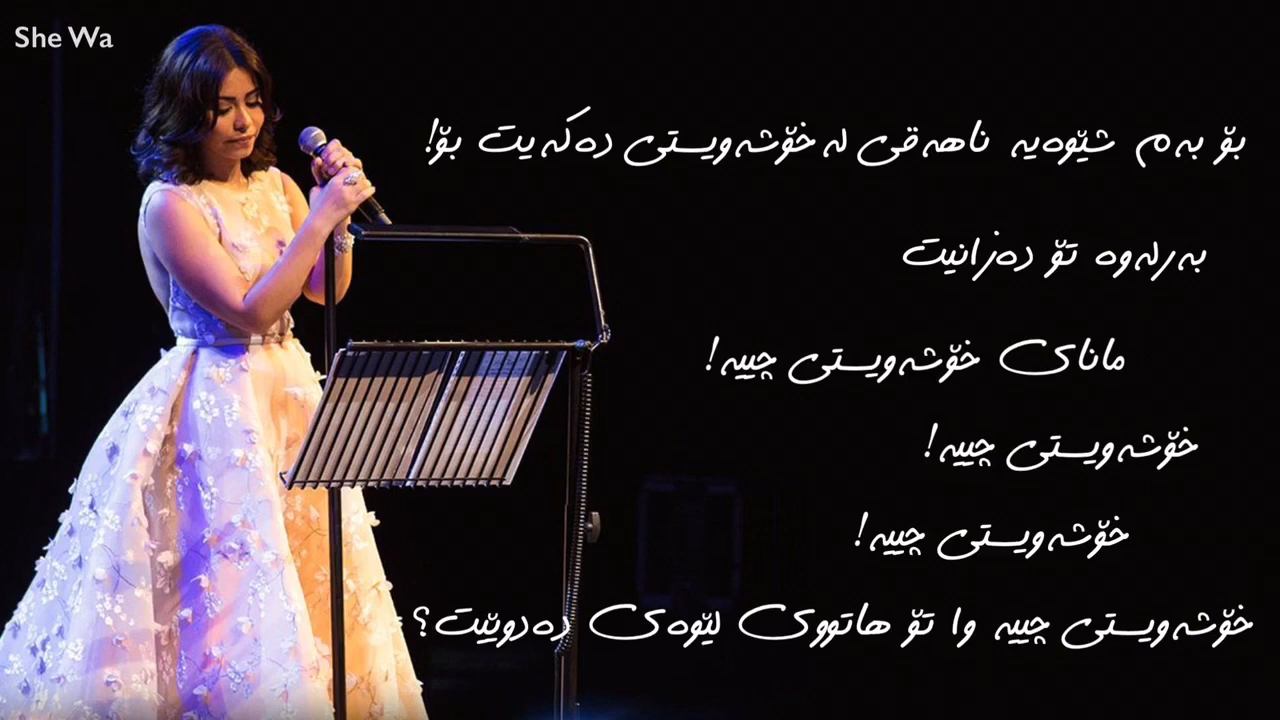 She Wa
بۆ بەم شێوەیە ناهەقی لە خۆشەویستی دەکەیت بۆ!
بەرلەوە تۆ دەزانیت
مانای خۆشەویستی چییە!
خۆشەویستی چییە!
خۆشەویستی چییە!
خۆشەویستی چییە وا تۆ هاتووی لێوەی دەدوێیت؟